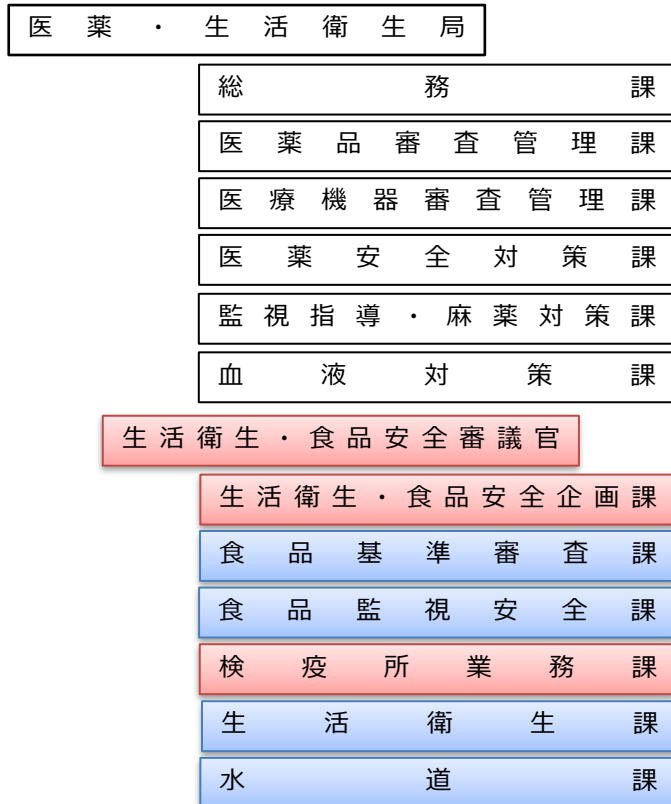 医薬・生活衛生局
総務課
医薬品審査管理課
医療機器審査管理課
医薬安全対策課
監視指導・麻薬対策課
血液対策課
生活衛生・食品安全審議官
生活衛生・食品安全企画課
食品基準審査課
食品監視安全課
検疫所業務課
生活衛生課
水道課